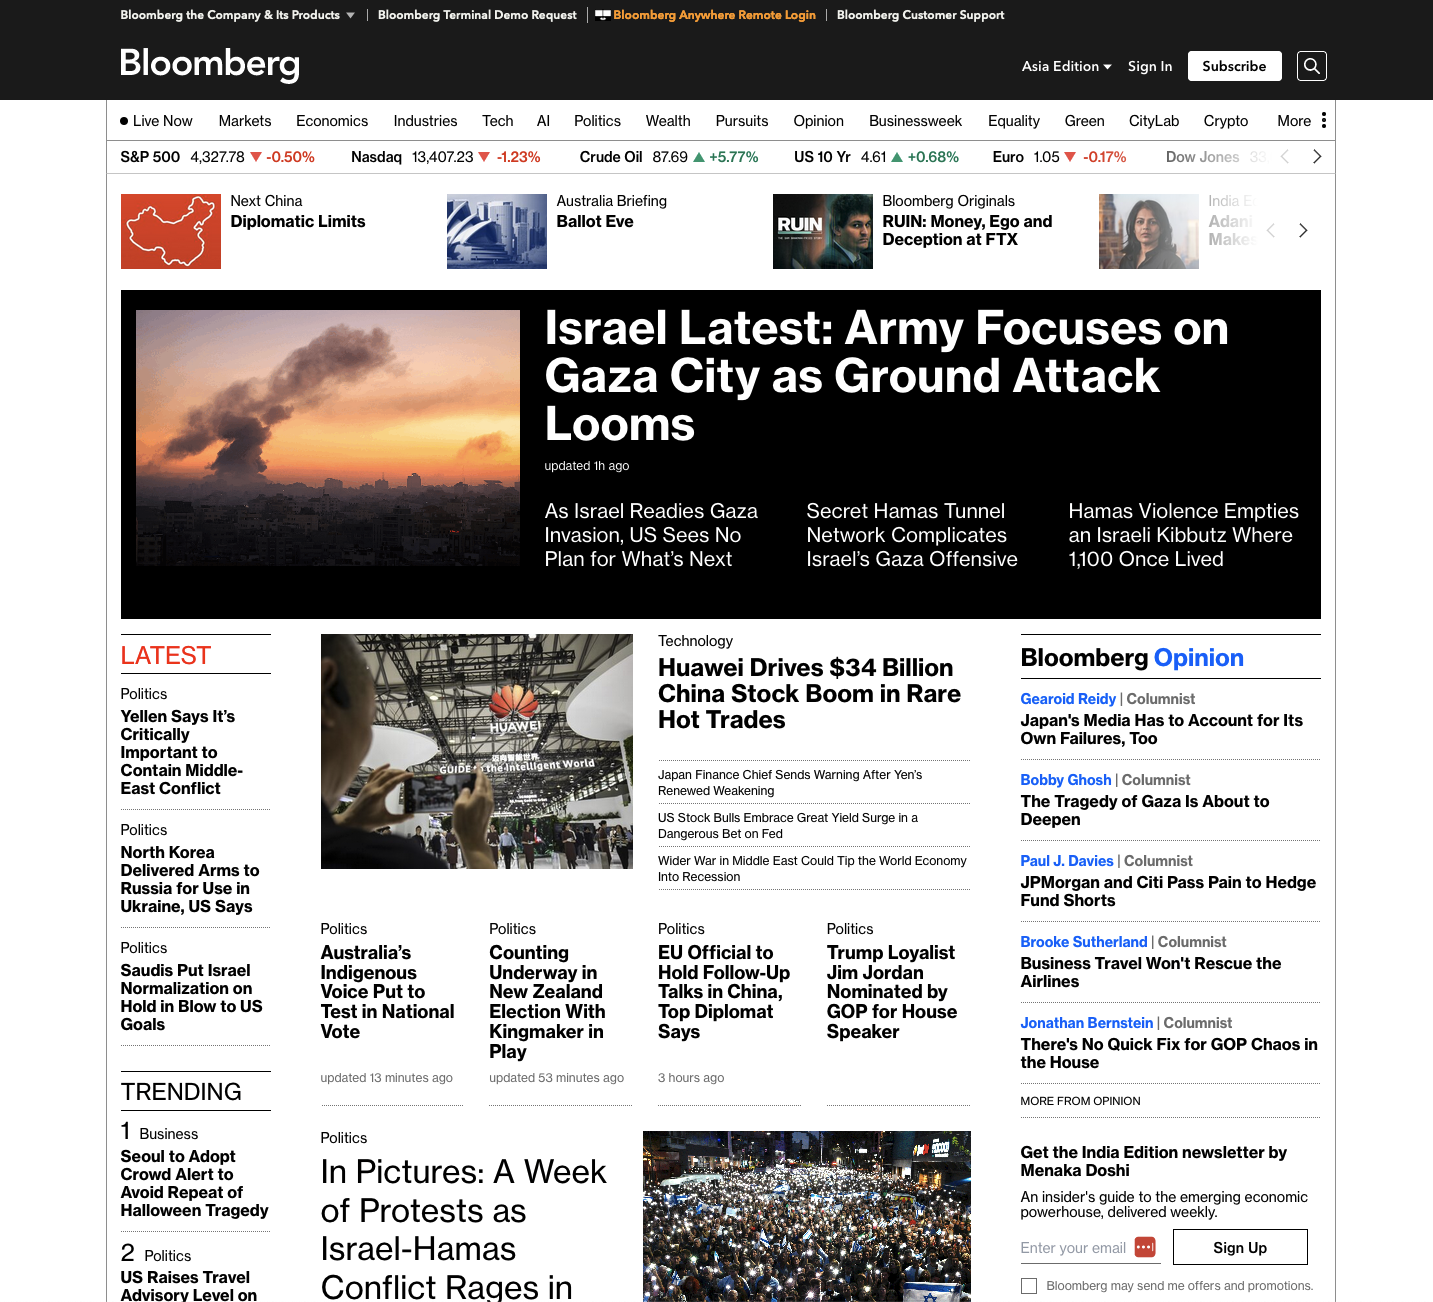 Bloomberg the Company & Its Products
Bloomberg Terminal Demo Request
Bloomberg Anywhere Remote Login
Bloomberg Customer Support
Bloomberg
Asia Edition
Sign In
Subscribe
Live Now
Markets
Economics
Industries
Tech
AI
Politics
Wealth
Pursuits
Opinion
Businessweek
Equality
Green
CityLab
Crypto
More
S&P 500 4,327.78 ▼ -0.50%
Nasdaq 13,407.23 ▼ -1.23%
Crude Oil 87.69 ▲ +5.77%
US 10 Yr 4.61 ▲ +0.68%
Euro 1.05 ▼ -0.17%
Dow Jones 33
Next China
Diplomatic Limits
Australia Briefing
Ballot Eve
RUIN
Bloomberg Originals
RUIN: Money, Ego and
Deception at FTX
India E
Adani
Make
Israel Latest: Army Focuses on
Gaza City as Ground Attack
Looms
updated 1h ago
As Israel Readies Gaza
Invasion, US Sees No
Plan for What's Next
Secret Hamas Tunnel
Network Complicates
Israel's Gaza Offensive
Hamas Violence Empties
an Israeli Kibbutz Where
1,100 Once Lived
LATEST
Politics
Yellen Says It's
Critically
Important to
Contain Middle-
East Conflict
Politics
North Korea
Delivered Arms to
Russia for Use in
Ukraine, US Says
Politics
Saudis Put Israel
Normalization on
Hold in Blow to US
Goals
TRENDING
1 Business
Seoul to Adopt
Crowd Alert to
Avoid Repeat of
Halloween Tragedy
2 Politics
US Raises Travel
Advisory Level on
HUAWEI
GUIDE the Intelligent World
Technology
Huawei Drives $34 Billion
China Stock Boom in Rare
Hot Trades
Japan Finance Chief Sends Warning After Yen's
Renewed Weakening
US Stock Bulls Embrace Great Yield Surge in a
Dangerous Bet on Fed
Wider War in Middle East Could Tip the World Economy
Into Recession
Politics
Australia's
Indigenous
Voice Put to
Test in National
Vote
updated 13 minutes ago
Politics
Counting
Underway in
New Zealand
Election With
Kingmaker in
Play
updated 53 minutes ago
Politics
EU Official to
Hold Follow-Up
Talks in China,
Top Diplomat
Says
3 hours ago
Politics
Trump Loyalist
Jim Jordan
Nominated by
GOP for House
Speaker
Politics
In Pictures: A Week
of Protests as
Israel-Hamas
Conflict Rages in
Bloomberg Opinion
Gearoid Reidy | Columnist
Japan's Media Has to Account for Its
Own Failures, Too
Bobby Ghosh | Columnist
The Tragedy of Gaza Is About to
Deepen
Paul J. Davies | Columnist
JPMorgan and Citi Pass Pain to Hedge
Fund Shorts
Brooke Sutherland | Columnist
Business Travel Won't Rescue the
Airlines
Jonathan Bernstein | Columnist
There's No Quick Fix for GOP Chaos in
the House
MORE FROM OPINION
Get the India Edition newsletter by
Menaka Doshi
An insider's guide to the emerging economic
powerhouse, delivered weekly.
Enter your email
Sign Up
Bloomberg may send me offers and promotions.